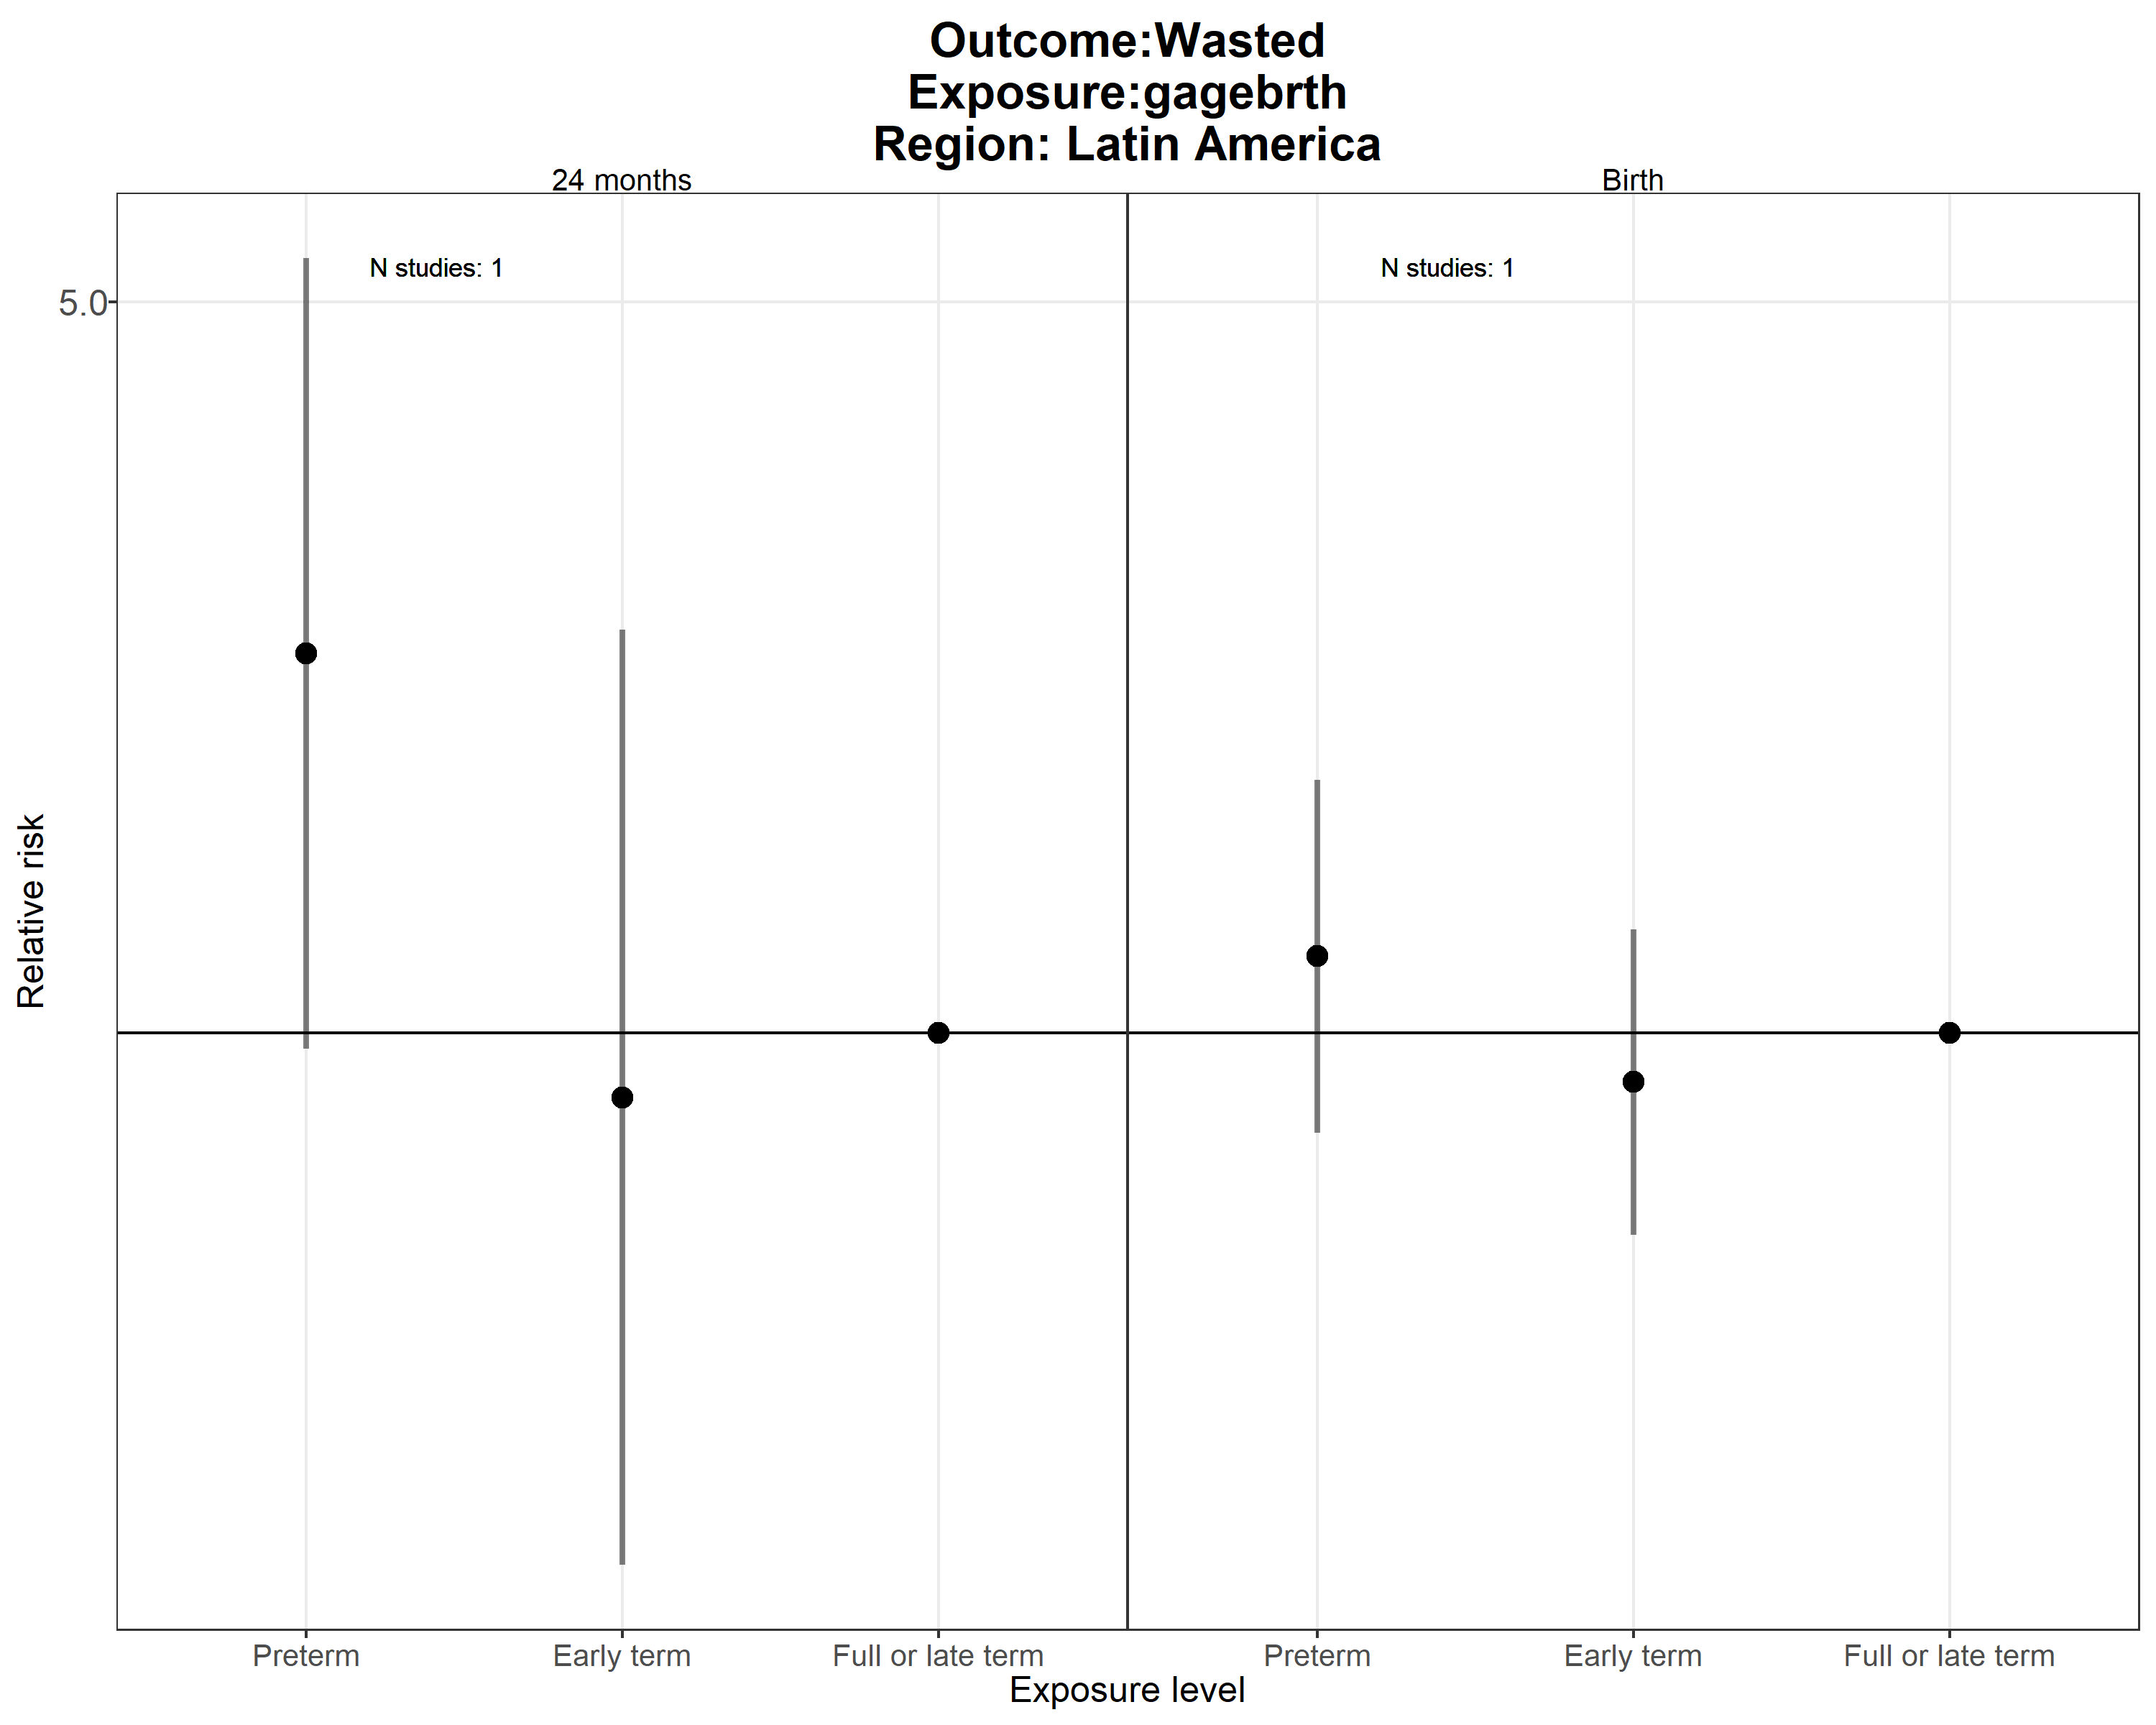 Outcome:Wasted
Exposure:gagebrth
Region: Latin America
24 months
Birth
N studies: 1
N studies: 1
5.0
Relative risk
Preterm
Early term
Full or late term
Preterm
Early term
Full or late term
Exposure level